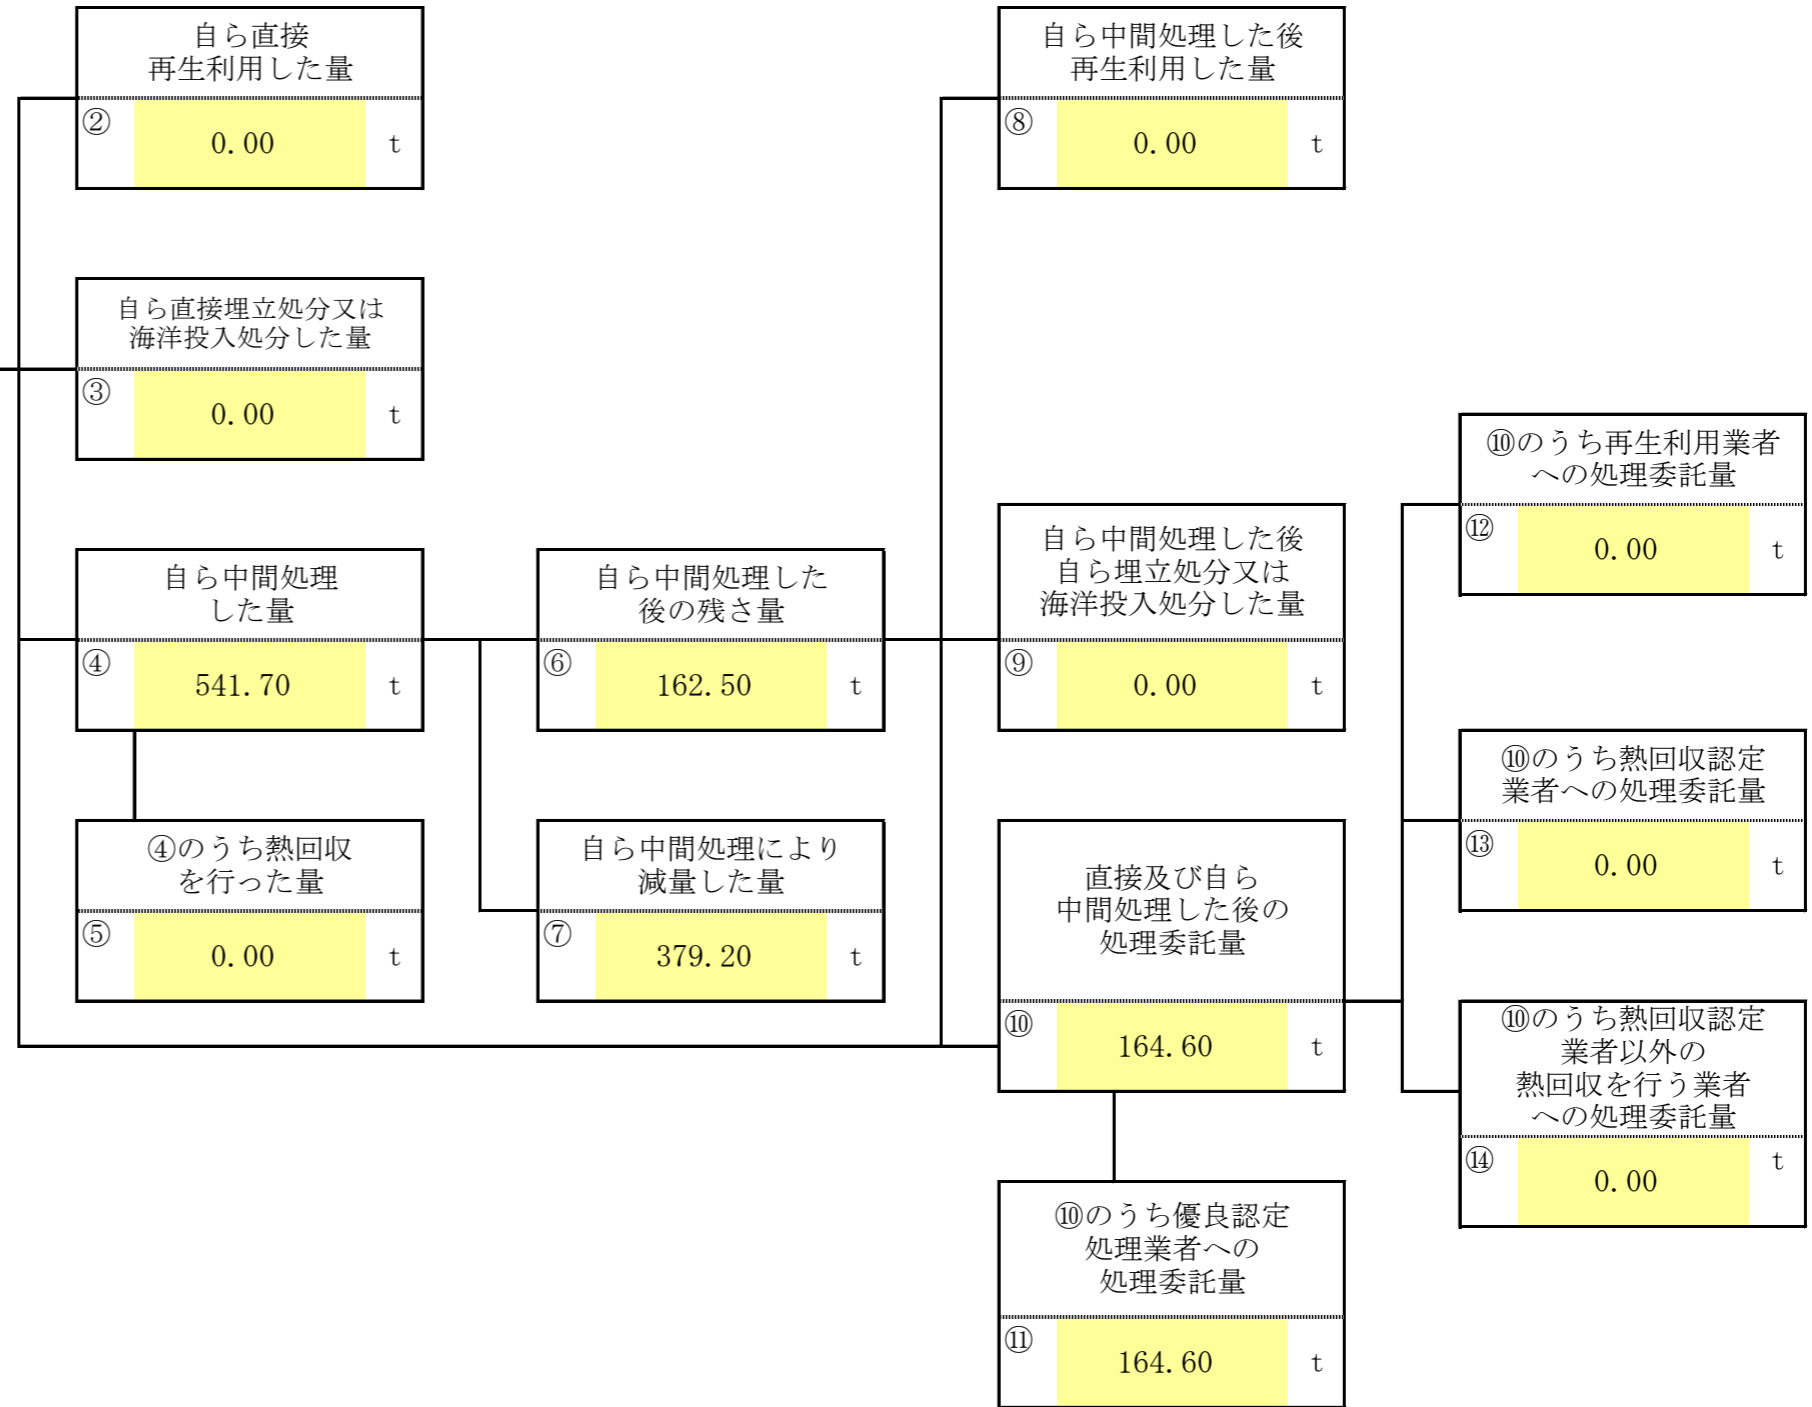 自ら直接
再生利用した量
②
0.00
t
自ら中間処理した後
再生利用した量
⑧
0.00
t
自ら直接埋立処分又は
海洋投入処分した量
③
0.00
t
⑩のうち再生利用業者
への処理委託量
⑫
0.00
t
自ら中間処理
した量
④
541.70
t
自ら中間処理した
後の残さ量
⑥
162.50
t
自ら中間処理した後
自ら埋立処分又は
海洋投入処分した量
⑨
0.00
t
⑩のうち熱回収認定
業者への処理委託量
⑬
0.00
t
④のうち熱回収
を行った量
⑤
0.00
t
自ら中間処理により
減量した量
⑦
379.20
t
直接及び自ら
中間処理した後の
処理委託量
⑩
164.60
t
⑩のうち熱回収認定
業者以外の
熱回収を行う業者
への処理委託量
⑭
0.00
t
⑩のうち優良認定
処理業者への
処理委託量
⑪
164.60
t